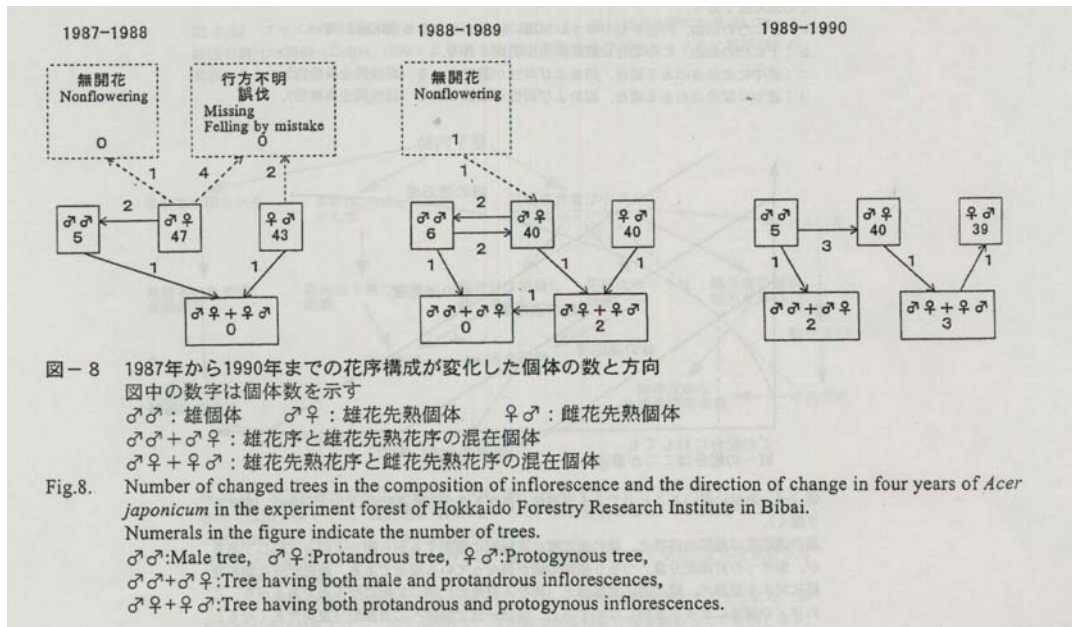 1987-1988
1988-1989
1989-1990
無開花
Nonflowering
0
行方不明
誤伐
Missing
Felling by mistake
0
無開花
Nonflowering
1
1
4
2
2
♂♂
5
♂♀
47
♀♂
43
1
1
♂♀+♀♂
0
1
2
2
♂♂
6
♂♀
40
♀♂
40
1
1
1
1
♂♂+♂♀
0
♂♀+♀♂
2
♂♂
5
3
♂♀
40
♀♂
39
1
1
1
♂♂+♂♀
2
♂♀+♀♂
3
図-8 1987年から1990年までの花序構成が変化した個体の数と方向
図中の数字は個体数を示す
♂♂:雄個体 ♂♀:雄花先熟個体 ♀♂:雌花先熟個体
♂♂+♂♀:雄花序と雄花先熟花序の混在個体
♂♀+♀♂:雄花先熟花序と雌花先熟花序の混在個体
Fig.8. Number of changed trees in the composition of inflorescence and the direction of change in four years of Acer
japonicum in the experiment forest of Hokkaido Forestry Research Institute in Bibai.
Numerals in the figure indicate the number of trees.
♂♂:Male tree, ♂♀:Protandrous tree, ♀♂:Protogynous tree,
♂♂+♂♀:Tree having both male and protandrous inflorescences,
♂♀+♀♂:Tree having both protandrous and protogynous inflorescences.